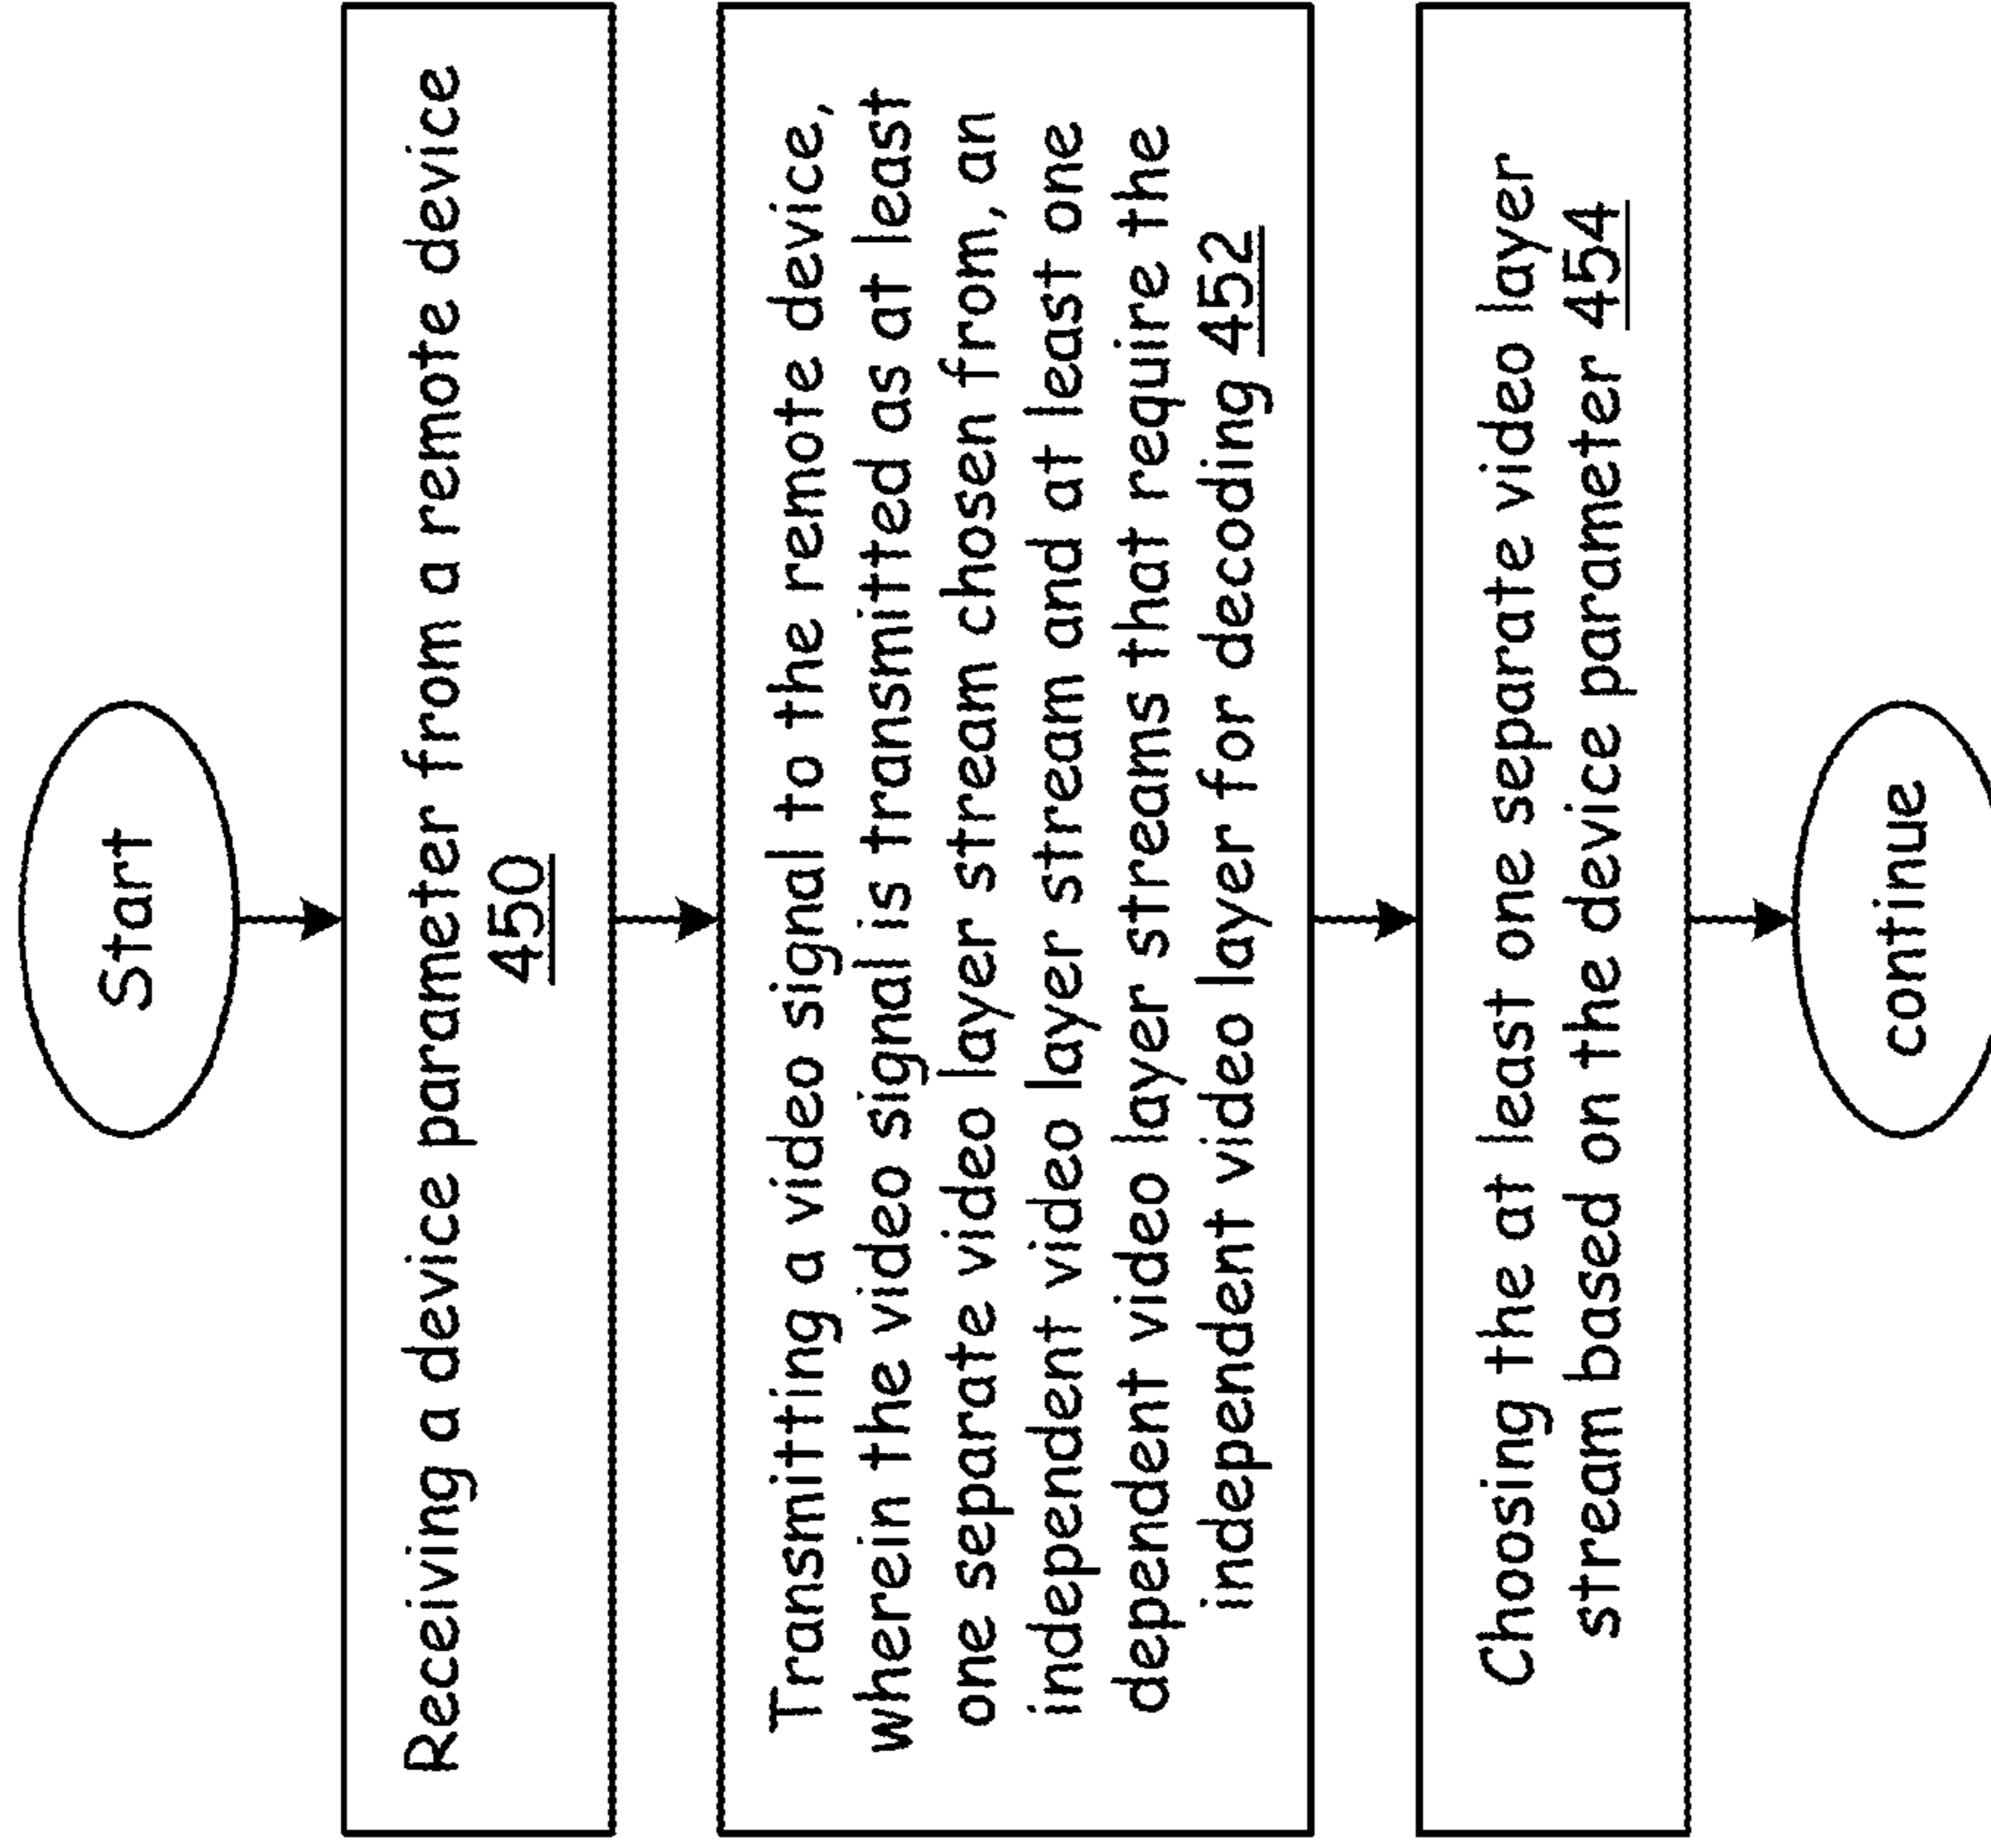 Start
Receiving a device parameter from a remote device
450
Transmitting a video signal to the remote device,
wherein the video signal is transmitted as at least
one separate video layer stream chosen from, an
independent video layer stream and at least one
dependent video layer streams that require the
independent video layer for decoding 452
Choosing the at least one separate video layer
stream based on the device parameter 454
continue